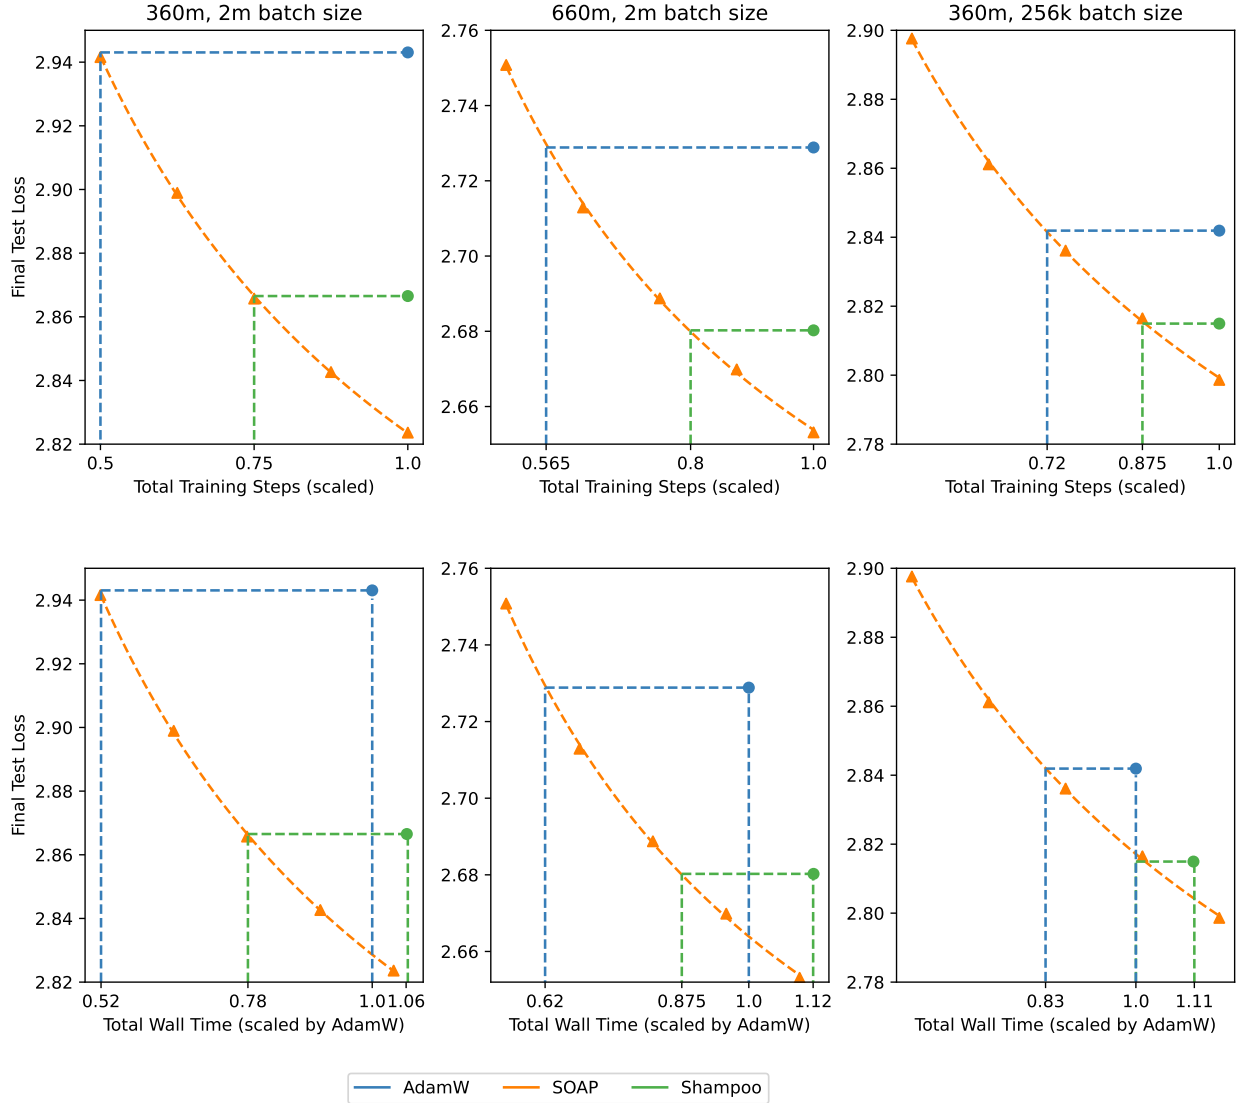 360m, 2m batch size
660m, 2m batch size
360m, 256k batch size
Final Test Loss
2.94
2.92
2.90
2.88
2.86
2.84
2.82
0.5 0.75 1.0
Total Training Steps (scaled)
2.76
2.74
2.72
2.70
2.68
2.66
0.565 0.8 1.0
Total Training Steps (scaled)
2.90
2.88
2.86
2.84
2.82
2.80
2.78
0.72 0.875 1.0
Total Training Steps (scaled)
Final Test Loss
2.94
2.92
2.90
2.88
2.86
2.84
2.82
0.52 0.78 1.01 1.06
Total Wall Time (scaled by AdamW)
2.76
2.74
2.72
2.70
2.68
2.66
0.62 0.875 1.0 1.12
Total Wall Time (scaled by AdamW)
2.90
2.88
2.86
2.84
2.82
2.80
2.78
0.83 1.0 1.11
Total Wall Time (scaled by AdamW)
AdamW SOAP Shampoo